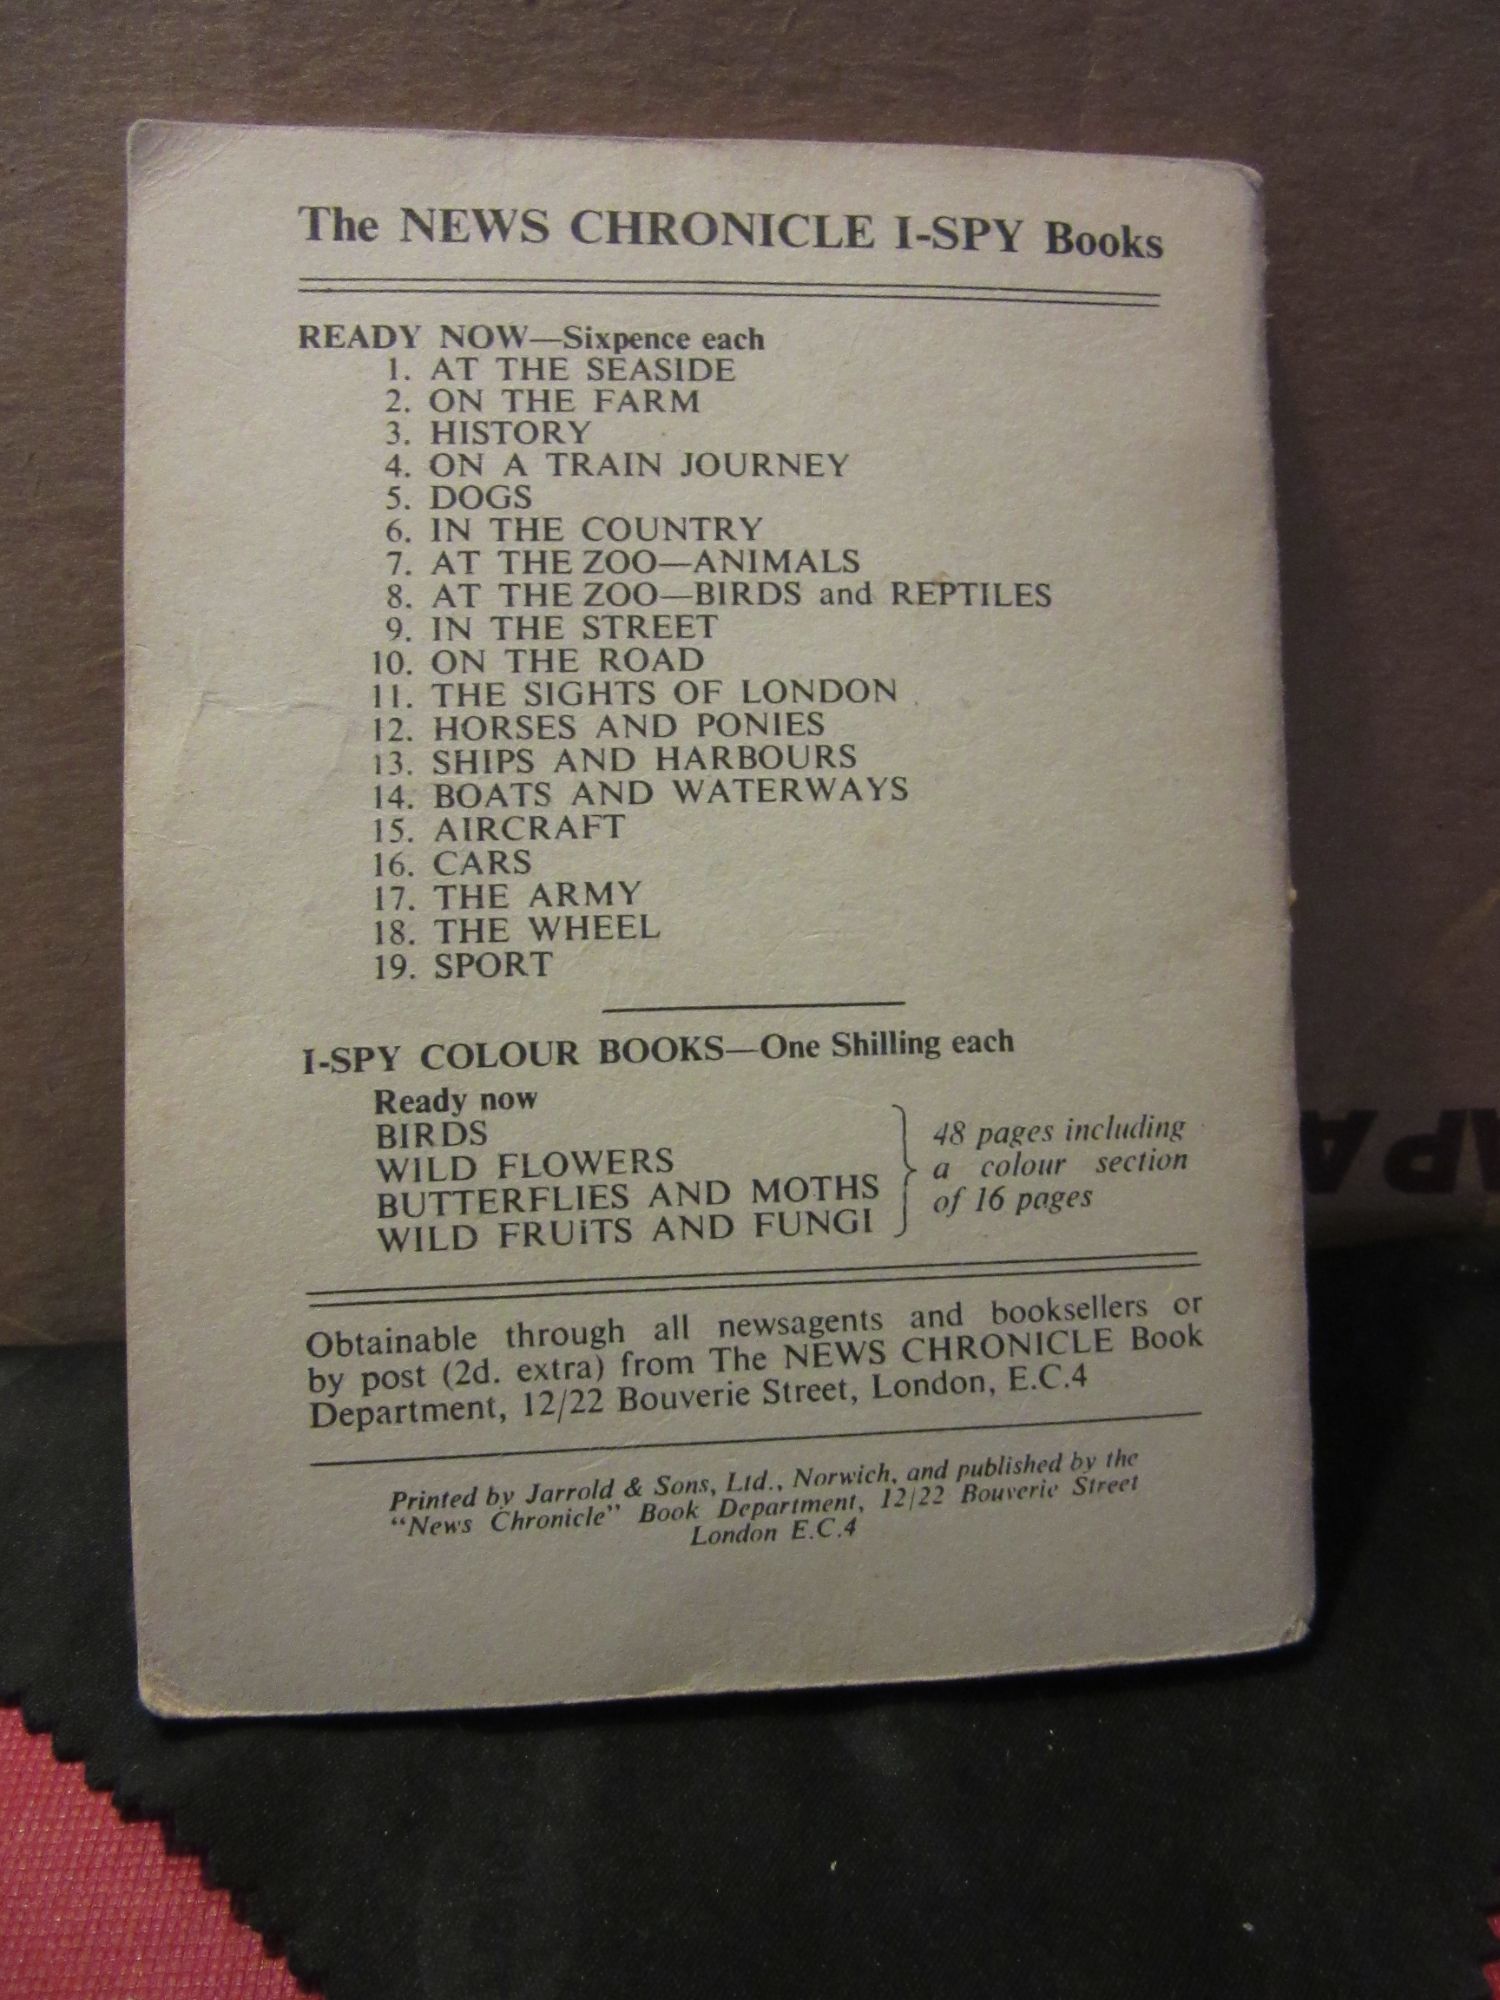 The NEWS CHRONICLE I-SPY Books
READY NOW—Sixpence each
1. AT THE SEASIDE
2. ON THE FARM
3. HISTORY
4. ON A TRAIN JOURNEY
5. DOGS
6. IN THE COUNTRY
7. AT THE ZOO—ANIMALS
8. AT THE ZOO—BIRDS and REPTILES
9. IN THE STREET
10. ON THE ROAD
11. THE SIGHTS OF LONDON
12. HORSES AND PONIES
13. SHIPS AND HARBOURS
14. BOATS AND WATERWAYS
15. AIRCRAFT
16. CARS
17. THE ARMY
18. THE WHEEL
19. SPORT
I-SPY COLOUR BOOKS—One Shilling each
Ready now
BIRDS
WILD FLOWERS
BUTTERFLIES AND MOTHS
WILD FRUiTS AND FUNGI
48 pages including
a colour section
of 16 pages
Obtainable through all newsagents and booksellers or
by post (2d. extra) from The NEWS CHRONICLE Book
Department, 12/22 Bouverie Street, London, E.C.4
Printed by Jarrold & Sons, Ltd., Norwich, and published by the
“News Chronicle” Book Department, 12/22 Bouverie Street
London E.C.4